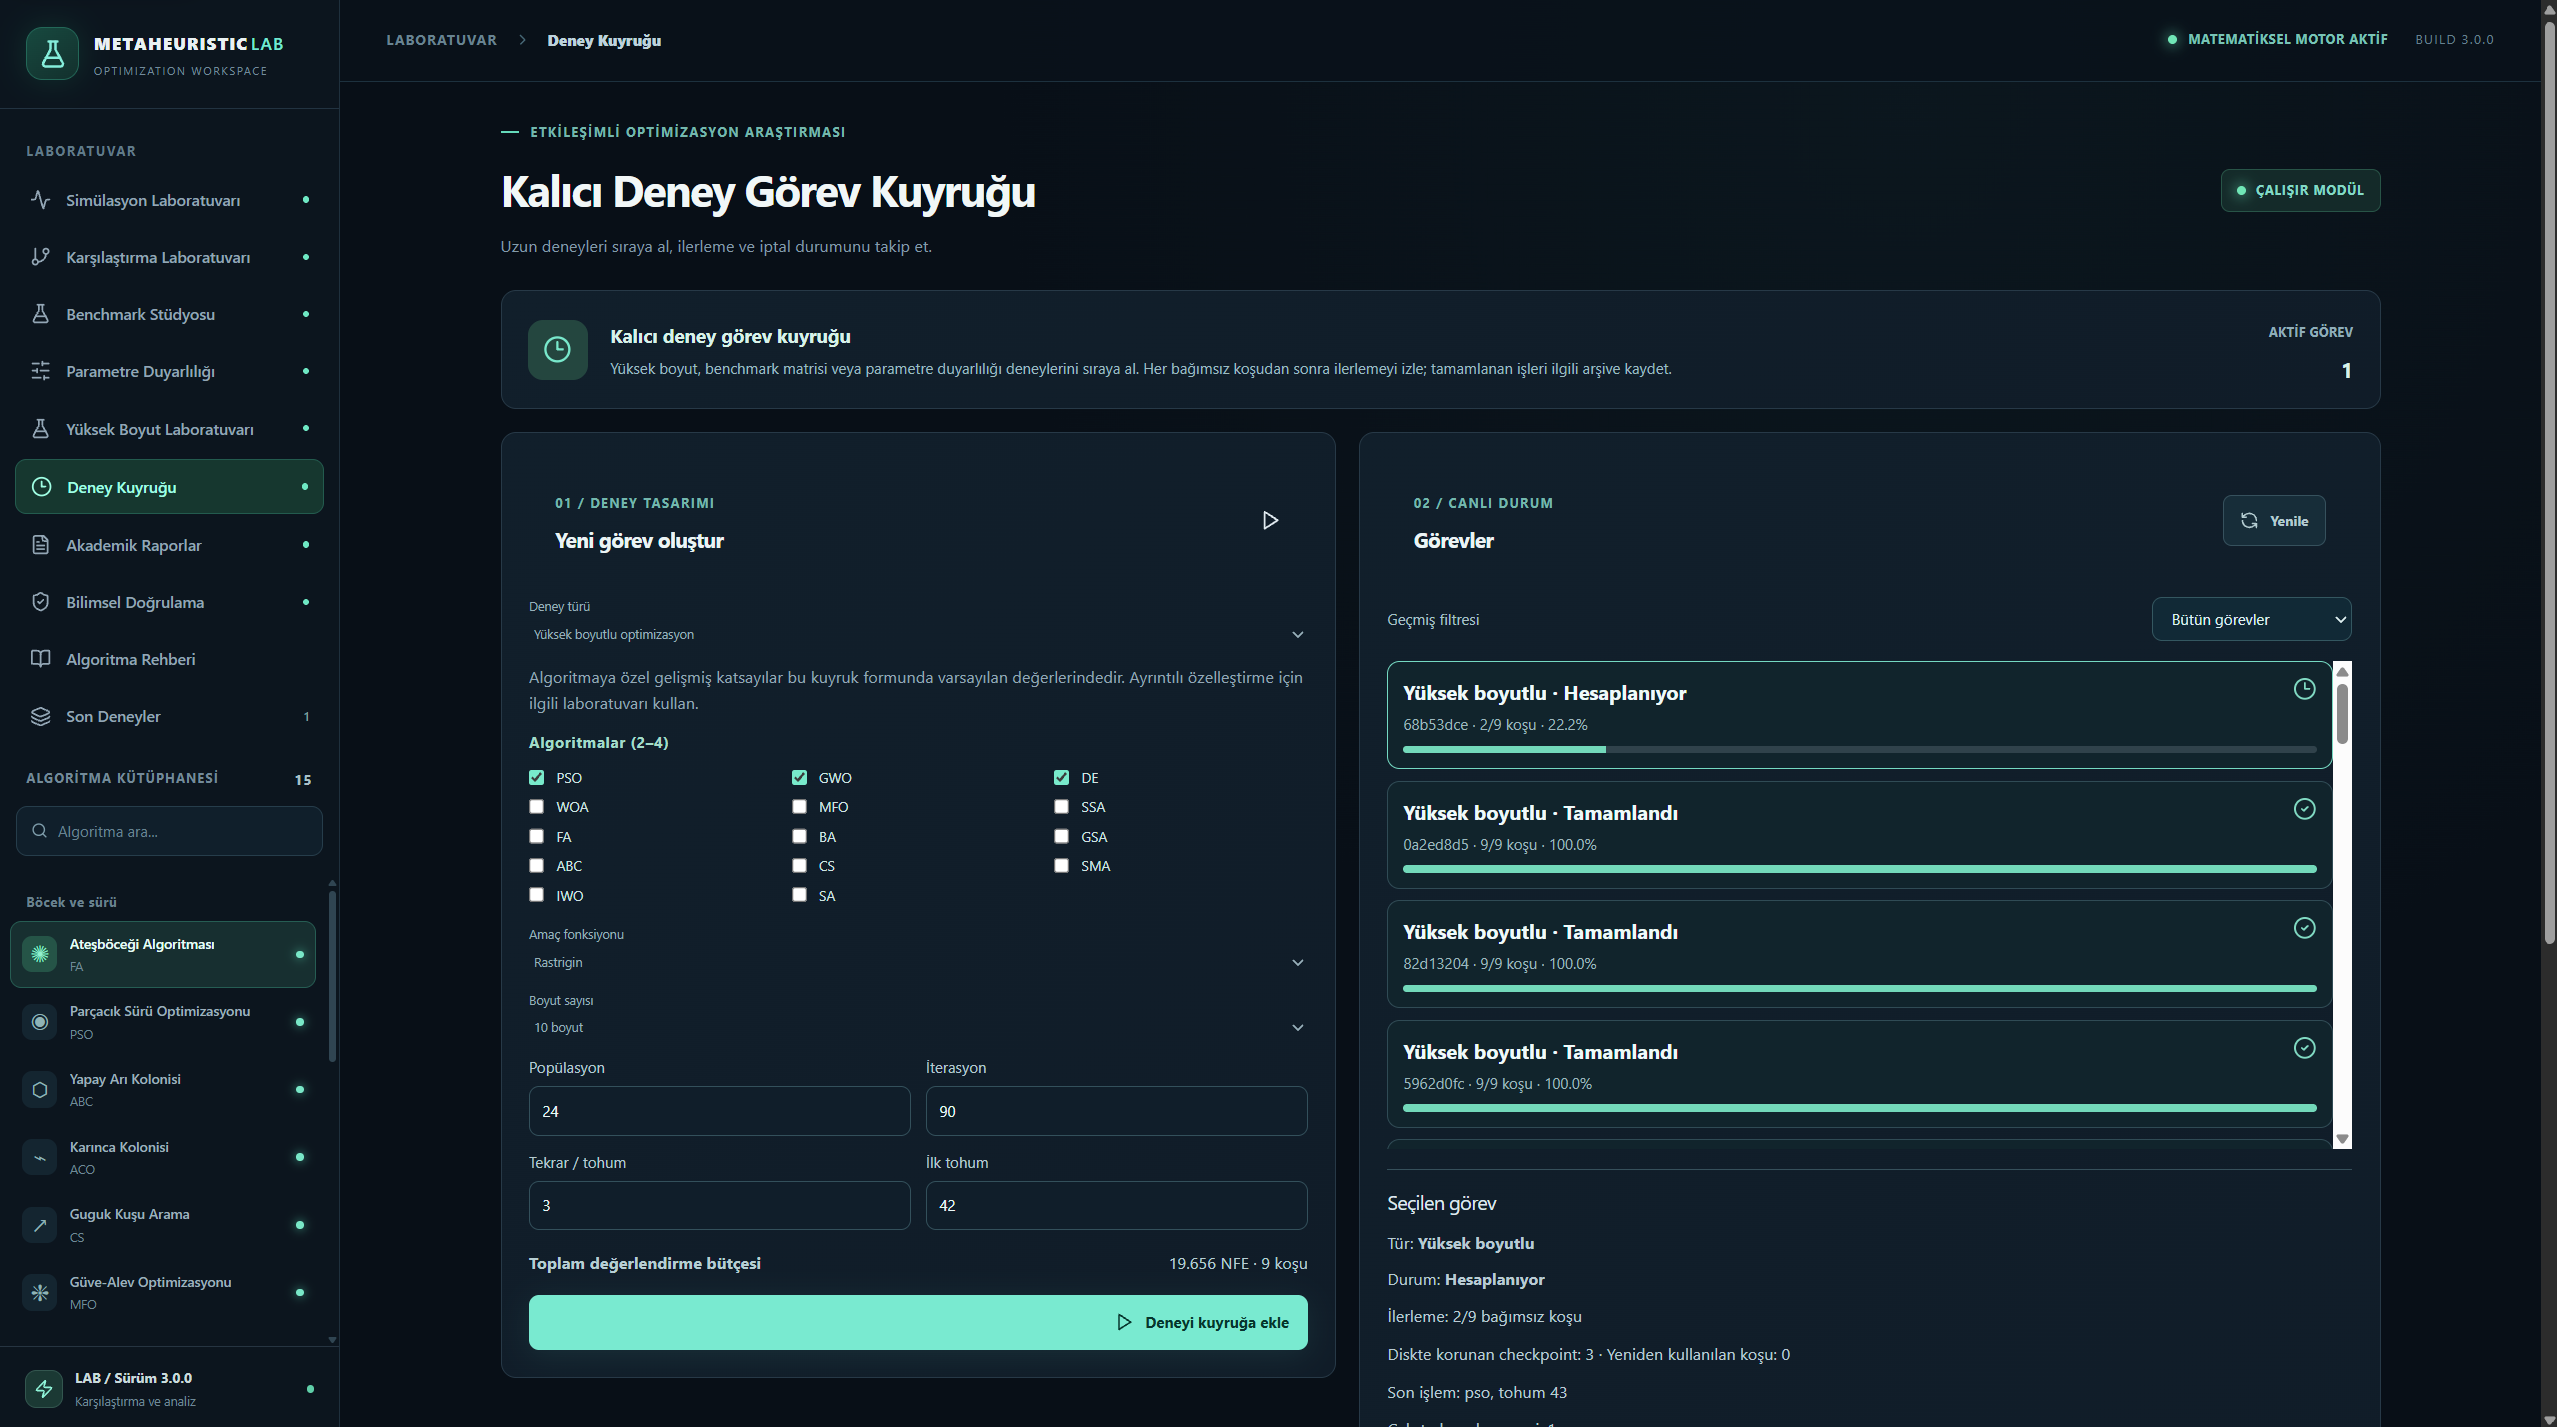 METAHEURISTIC LAB
OPTIMIZATION WORKSPACE
LABORATUVAR
Simülasyon Laboratuvarı
Karşılaştırma Laboratuvarı
Benchmark Stüdyosu
Parametre Duyarlılığı
Yüksek Boyut Laboratuvarı
Deney Kuyruğu
Akademik Raporlar
Bilimsel Doğrulama
Algoritma Rehberi
Son Deneyler 1
ALGORİTMA KÜTÜPHANESİ 15
Algoritma ara...
Böcek ve sürü
Ateşböceği Algoritması
FA
Parçacık Sürü Optimizasyonu
PSO
Yapay Arı Kolonisi
ABC
Karınca Kolonisi
ACO
Guguk Kuşu Arama
CS
Güve-Alev Optimizasyonu
MFO
LAB / Sürüm 3.0.0
Karşılaştırma ve analiz
LABORATUVAR > Deney Kuyruğu
MATEMATİKSEL MOTOR AKTİF BUILD 3.0.0
ETKİLEŞİMLİ OPTİMİZASYON ARAŞTIRMASI
Kalıcı Deney Görev Kuyruğu
ÇALIŞIR MODÜL
Uzun deneyleri sıraya al, ilerleme ve iptal durumunu takip et.
Kalıcı deney görev kuyruğu
Yüksek boyut, benchmark matrisi veya parametre duyarlılığı deneylerini sıraya al. Her bağımsız koşudan sonra ilerlemeyi izle; tamamlanan işleri ilgili arşive kaydet.
AKTİF GÖREV
1
01 / DENEY TASARIMI
Yeni görev oluştur
Deney türü
Yüksek boyutlu optimizasyon
Algoritmaya özel gelişmiş katsayılar bu kuyruk formunda varsayılan değerlerindedir. Ayrıntılı özelleştirme için
ilgili laboratuvarı kullan.
Algoritmalar (2–4)
PSO GWO DE
WOA MFO SSA
FA BA GSA
ABC CS SMA
IWO SA
Amaç fonksiyonu
Rastrigin
Boyut sayısı
10 boyut
Popülasyon İterasyon
24 90
Tekrar / tohum İlk tohum
3 42
Toplam değerlendirme bütçesi 19.656 NFE · 9 koşu
Deneyi kuyruğa ekle
02 / CANLI DURUM
Görevler
Yenile
Geçmiş filtresi Bütün görevler
Yüksek boyutlu · Hesaplanıyor
68b53dce · 2/9 koşu · 22.2%
Yüksek boyutlu · Tamamlandı
0a2ed8d5 · 9/9 koşu · 100.0%
Yüksek boyutlu · Tamamlandı
82d13204 · 9/9 koşu · 100.0%
Yüksek boyutlu · Tamamlandı
5962d0fc · 9/9 koşu · 100.0%
Seçilen görev
Tür: Yüksek boyutlu
Durum: Hesaplanıyor
İlerleme: 2/9 bağımsız koşu
Diskte korunan checkpoint: 3 · Yeniden kullanılan koşu: 0
Son işlem: pso, tohum 43